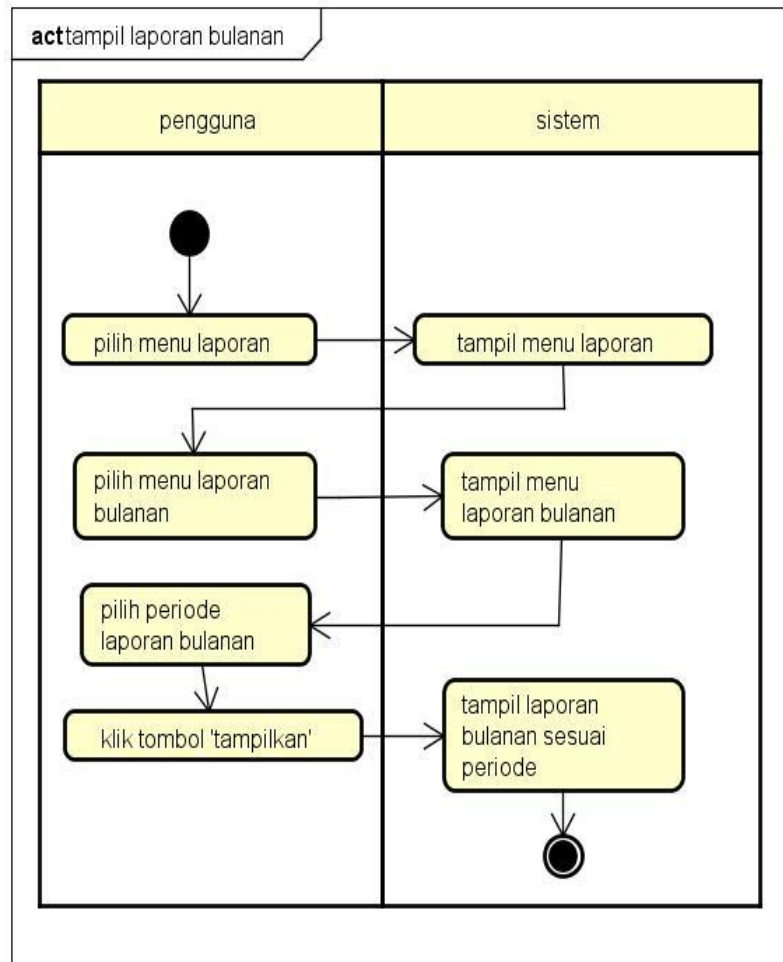 act tampil laporan bulanan
pengguna
sistem
pilih menu laporan
tampil menu laporan
pilih menu laporan
bulanan
tampil menu
laporan bulanan
pilih periode
laporan bulanan
klik tombol 'tampilkan'
tampil laporan
bulanan sesuai
periode